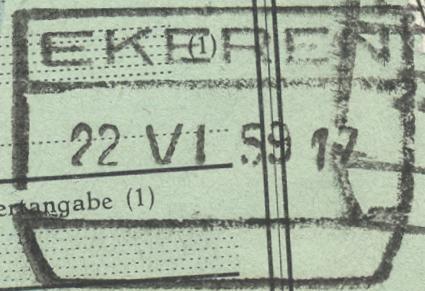 EKEREN (1)
22 VI 59 17
ertangabe (1)